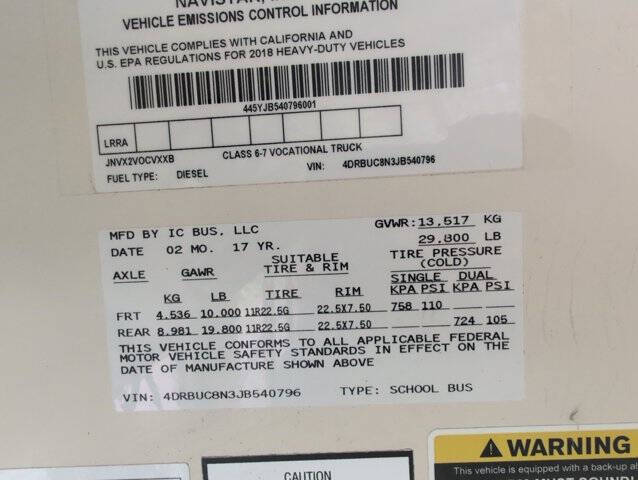 NAVISTAR,
VEHICLE EMISSIONS CONTROL INFORMATION
THIS VEHICLE COMPLIES WITH CALIFORNIA AND
U.S. EPA REGULATIONS FOR 2018 HEAVY-DUTY VEHICLES
445YJB540796001
LRRA
JNVX2VOCVXXB CLASS 6-7 VOCATIONAL TRUCK
FUEL TYPE: DIESEL VIN: 4DRBUC8N3JB540796
MFD BY IC BUS, LLC GVWR: 13,517 KG
DATE 02 MO. 17 YR. 29,800 LB
AXLE GAWR SUITABLE TIRE & RIM TIRE PRESSURE (COLD)
SINGLE DUAL
KG LB TIRE RIM KPA PSI KPA PSI
FRT 4,536 10,000 11R22.5G 22.5X7.50 758 110
REAR 8,981 19,800 11R22.5G 22.5X7.50 724 105
THIS VEHICLE CONFORMS TO ALL APPLICABLE FEDERAL
MOTOR VEHICLE SAFETY STANDARDS IN EFFECT ON THE
DATE OF MANUFACTURE SHOWN ABOVE
VIN: 4DRBUC8N3JB540796 TYPE: SCHOOL BUS
CAUTION
WARNING
This vehicle is equipped with a back-up